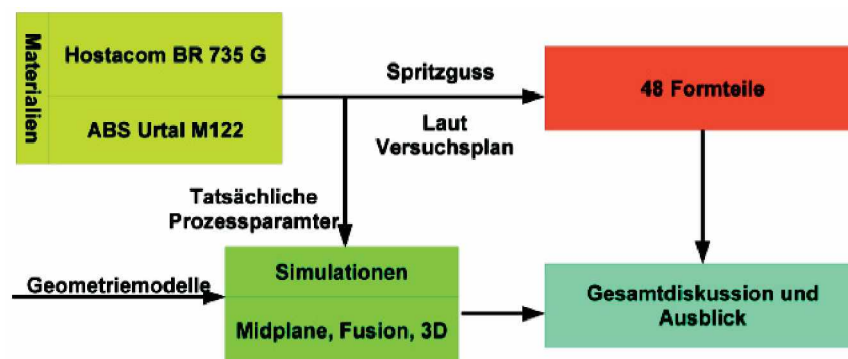 Materialien
Hostacom BR 735 G
ABS Urtal M122
Spritzguss
Laut
Versuchsplan
48 Formteile
Tatsächliche
Prozessparamter
Geometriemodelle
Simulationen
Midplane, Fusion, 3D
Gesamtdiskussion und
Ausblick